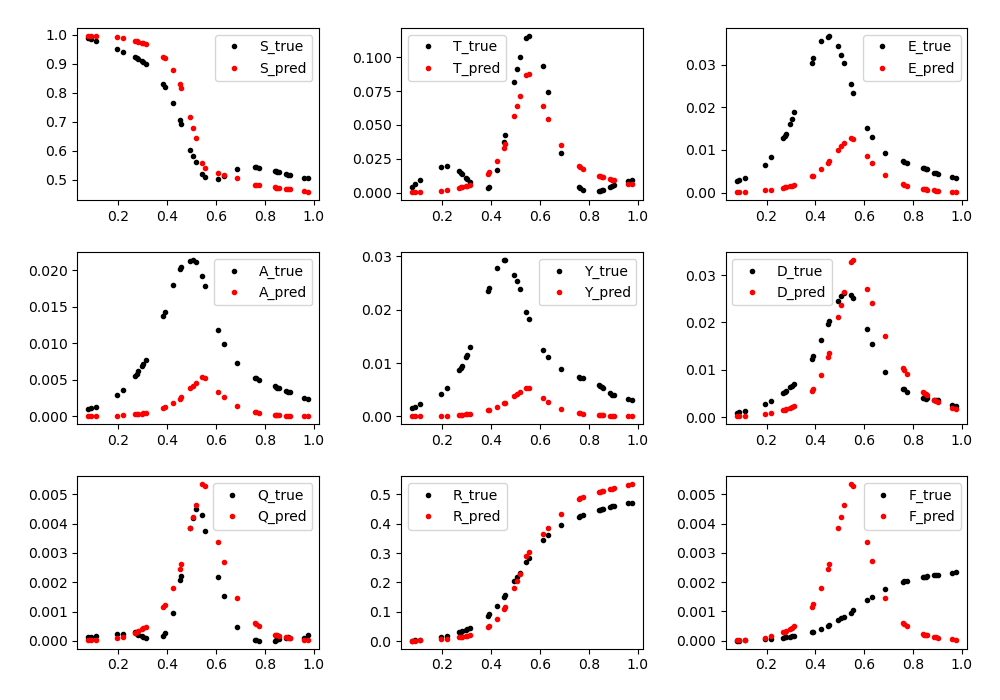 1.0 S_true
0.9 S_pred
0.8
0.7
0.6
0.5
0.2 0.4 0.6 0.8 1.0
T_true
0.100 T_pred
0.075
0.050
0.025
0.000
0.2 0.4 0.6 0.8 1.0
E_true
0.03 E_pred
0.02
0.01
0.00
0.2 0.4 0.6 0.8 1.0
0.020 A_true
A_pred
0.015
0.010
0.005
0.000
0.2 0.4 0.6 0.8 1.0
0.03 Y_true
Y_pred
0.02
0.01
0.00
0.2 0.4 0.6 0.8 1.0
0.03 D_true
D_pred
0.02
0.01
0.00
0.2 0.4 0.6 0.8 1.0
0.005 Q_true
0.004 Q_pred
0.003
0.002
0.001
0.000
0.2 0.4 0.6 0.8 1.0
0.5 R_true
0.4 R_pred
0.3
0.2
0.1
0.0
0.2 0.4 0.6 0.8 1.0
0.005 F_true
0.004 F_pred
0.003
0.002
0.001
0.000
0.2 0.4 0.6 0.8 1.0